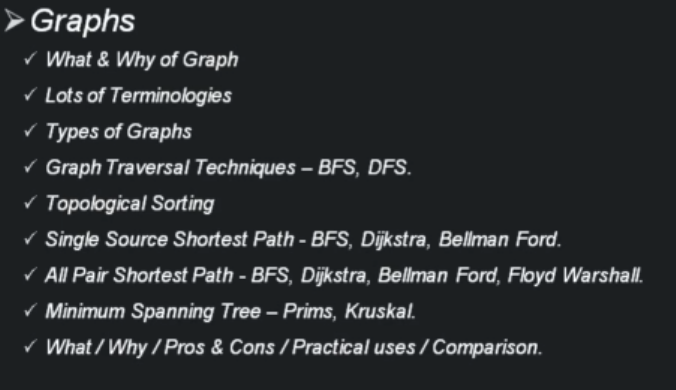 ➢ Graphs
✓ What & Why of Graph
✓ Lots of Terminologies
✓ Types of Graphs
✓ Graph Traversal Techniques – BFS, DFS.
✓ Topological Sorting
✓ Single Source Shortest Path - BFS, Dijkstra, Bellman Ford.
✓ All Pair Shortest Path - BFS, Dijkstra, Bellman Ford, Floyd Warshall.
✓ Minimum Spanning Tree – Prims, Kruskal.
✓ What / Why / Pros & Cons / Practical uses / Comparison.